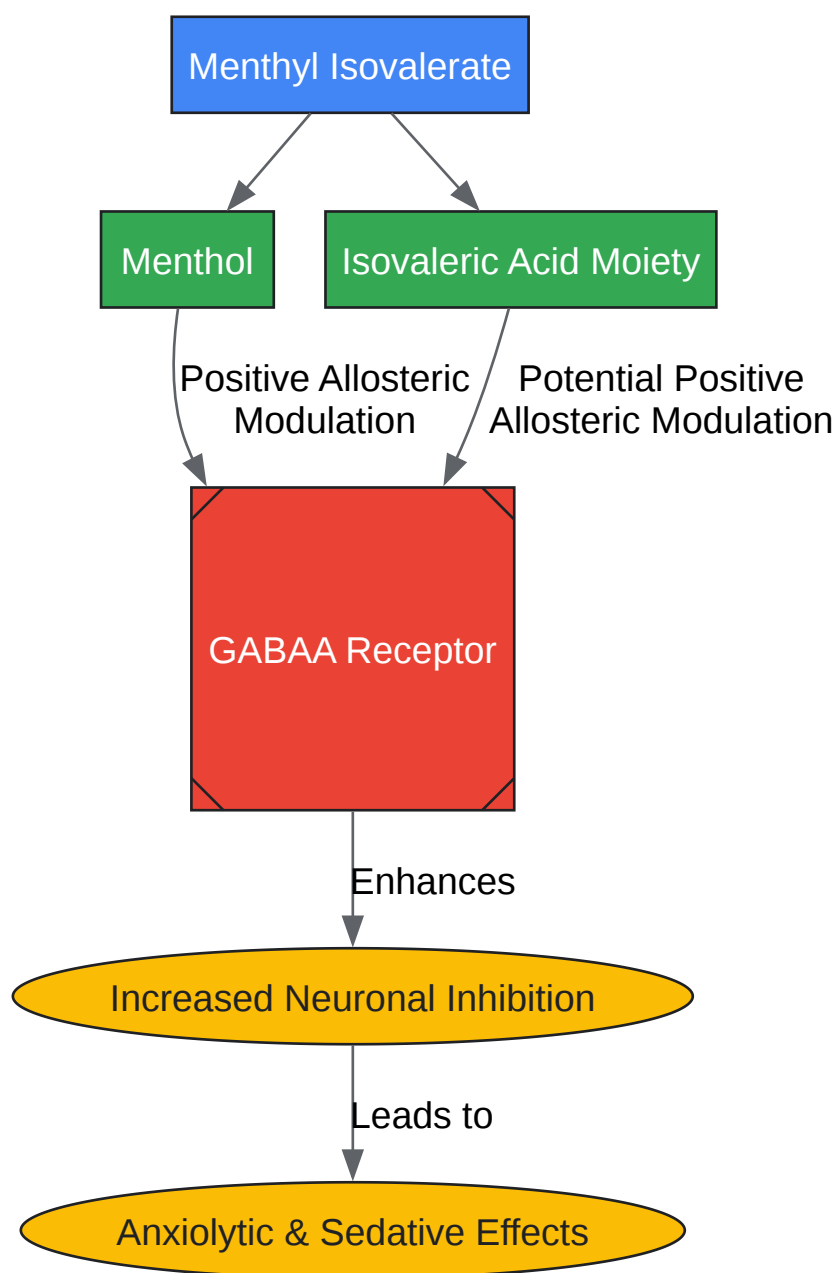 Menthyl Isovalerate
Menthol
Isovaleric Acid Moiety
Positive Allosteric
Modulation
Potential Positive
Allosteric Modulation
GABAA Receptor
Enhances
Increased Neuronal Inhibition
Leads to
Anxiolytic & Sedative Effects